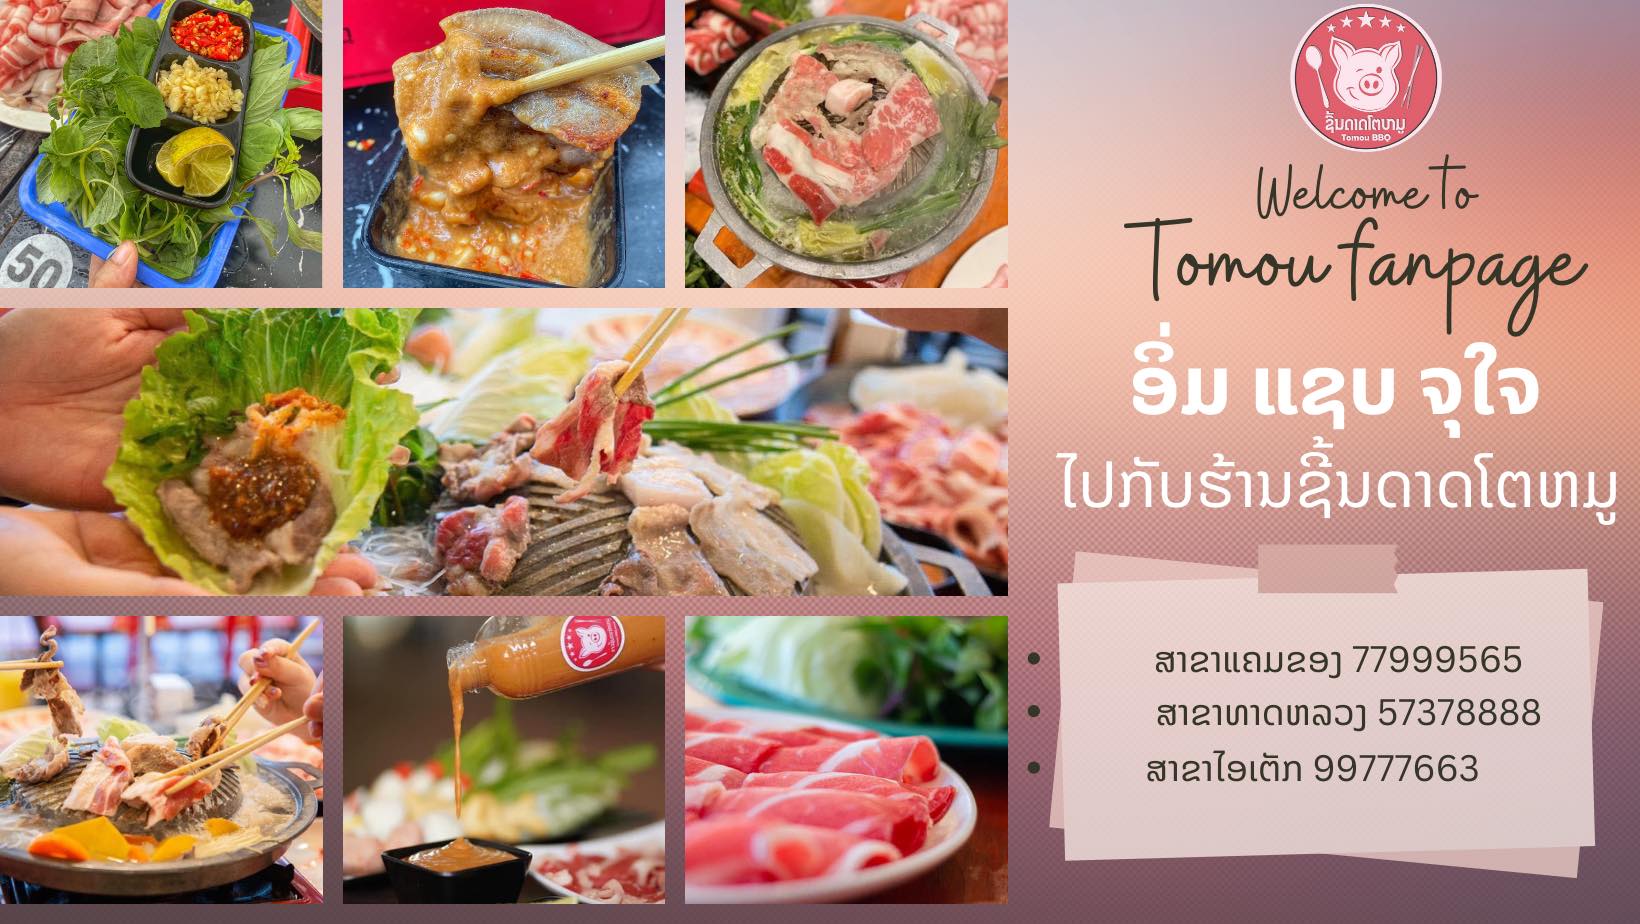 50
ຊີ້ນດາດໂຕຫມູ
Tomou BBQ
Welcome to
Tomou fanpage
ອິ່ມ ແຊບ ຈຸໃຈ
ໄປກັບຮ້ານຊີ້ນດາດໂຕຫມູ
• ສາຂາແຄມຂອງ 77999565
• ສາຂາທາດຫລວງ 57378888
• ສາຂາໄອເຕັກ 99777663